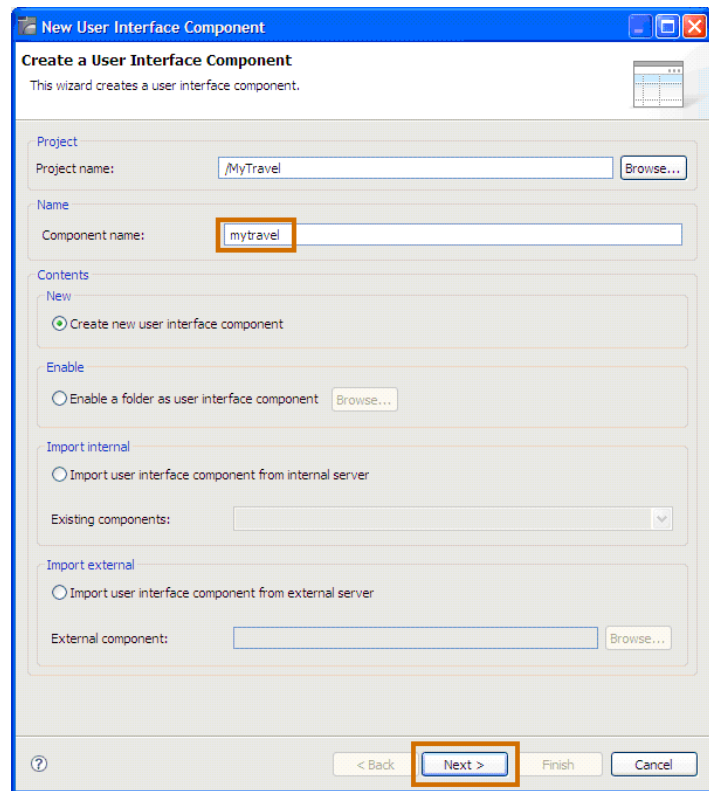 New User Interface Component
Create a User Interface Component
This wizard creates a user interface component.
Project
Project name: /MyTravel Browse...
Name
Component name: mytravel
Contents
New
Create new user interface component
Enable
Enable a folder as user interface component Browse...
Import internal
Import user interface component from internal server
Existing components:
Import external
Import user interface component from external server
External component: Browse...
? < Back Next > Finish Cancel